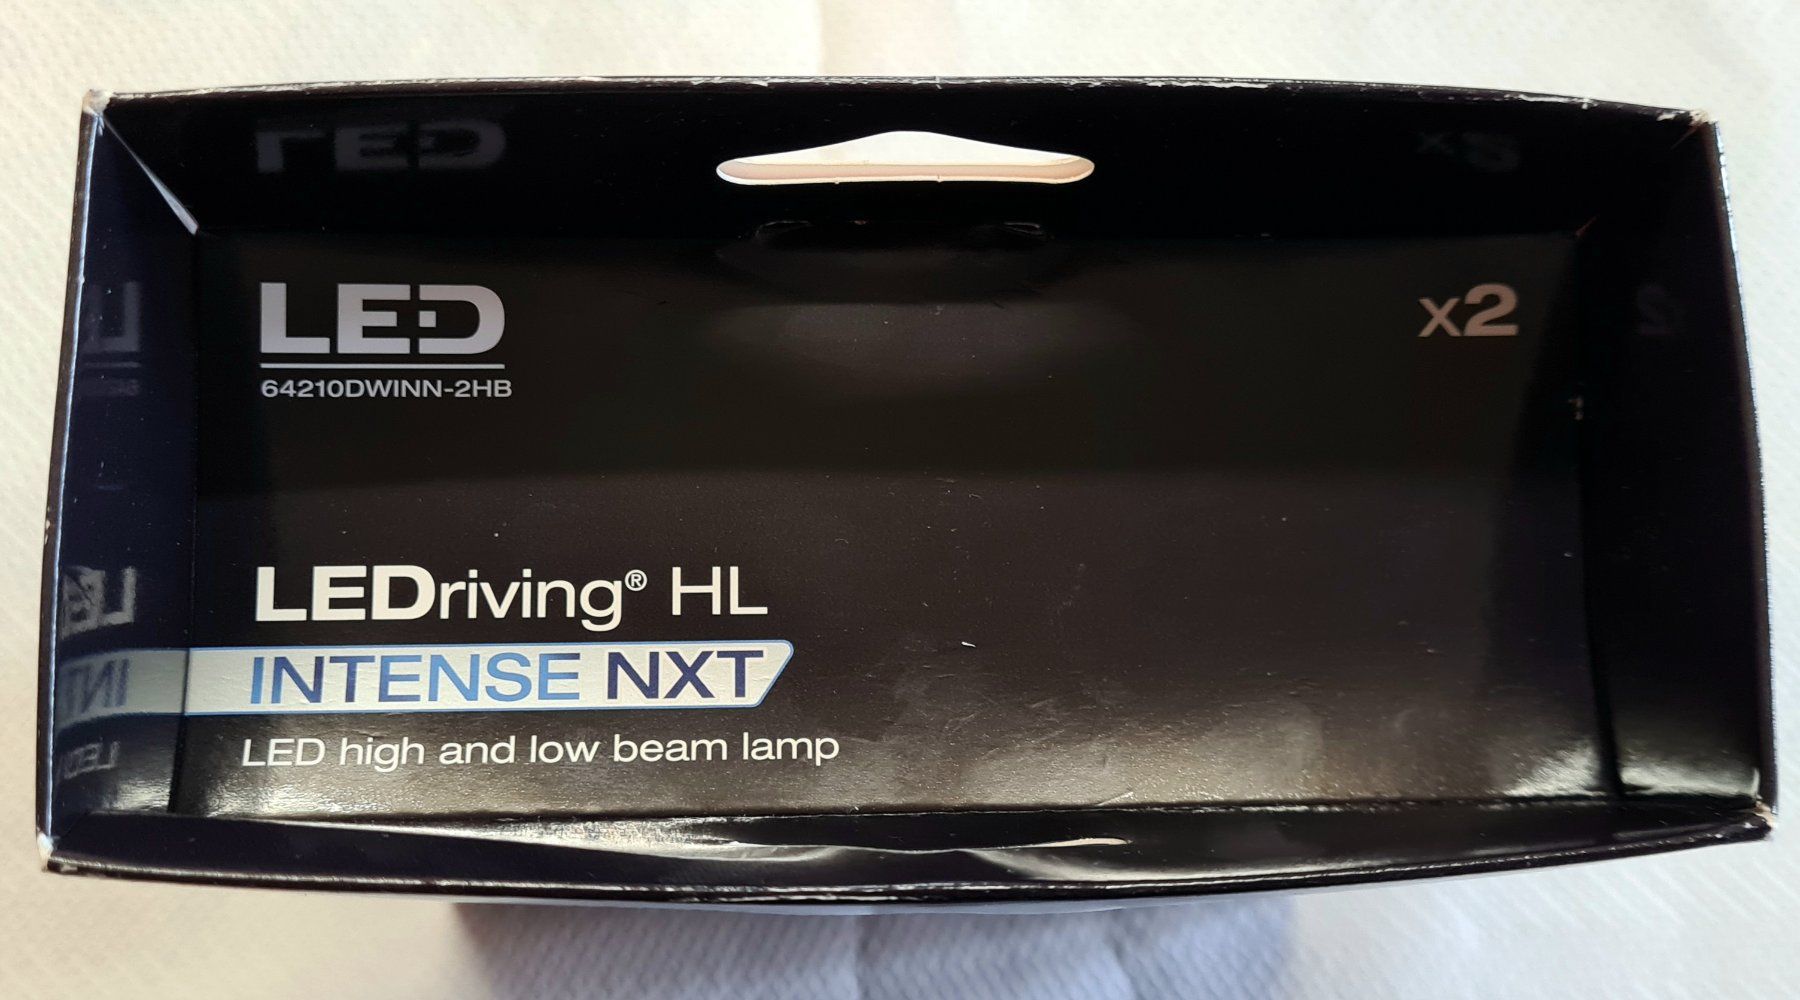 LED
x2
64210DWINN-2HB
LEDriving® HL
INTENSE NXT
LED high and low beam lamp